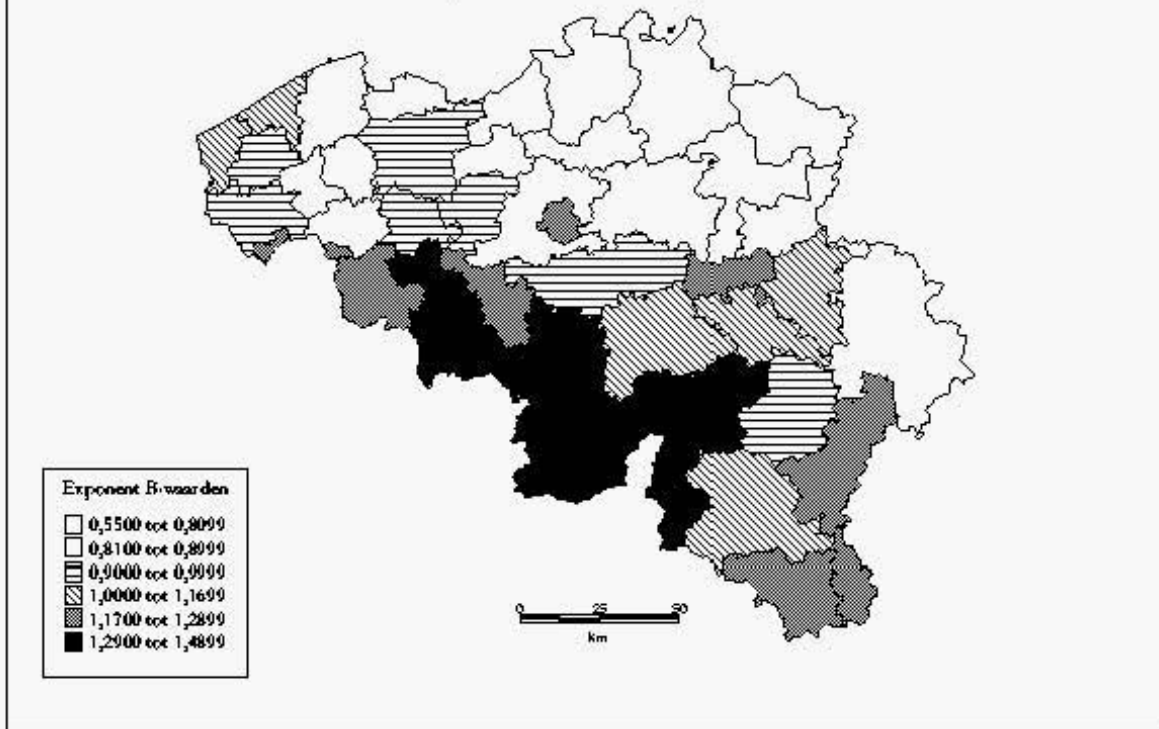 Exponent B-waarden
0,5500 tot 0,8099
0,8100 tot 0,8999
0,9000 tot 0,9999
1,0000 tot 1,1699
1,1700 tot 1,2899
1,2900 tot 1,4899
0 25 50
km